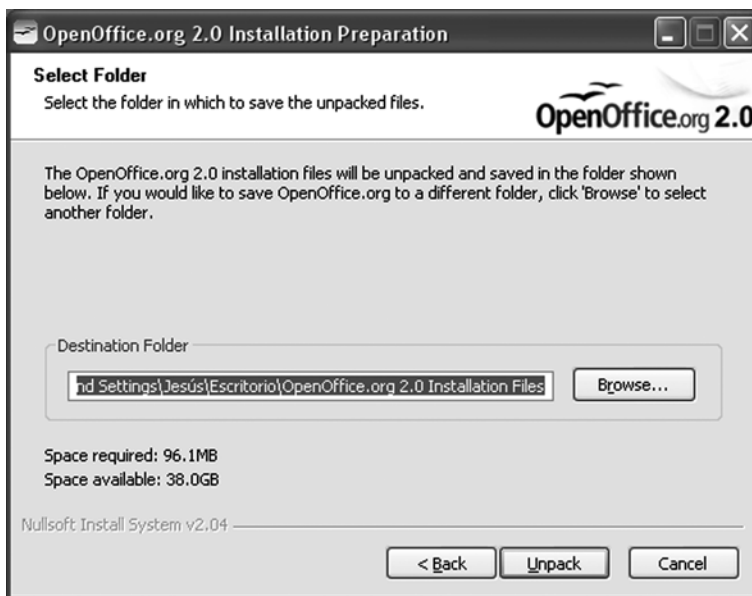 OpenOffice.org 2.0 Installation Preparation
Select Folder
Select the folder in which to save the unpacked files.
OpenOffice.org 2.0
The OpenOffice.org 2.0 installation files will be unpacked and saved in the folder shown
below. If you would like to save OpenOffice.org to a different folder, click 'Browse' to select
another folder.
Destination Folder
nd Settings\Jesús\Escritorio\OpenOffice.org 2.0 Installation Files
Browse...
Space required: 96.1MB
Space available: 38.0GB
Nullsoft Install System v2.04
< Back
Unpack
Cancel